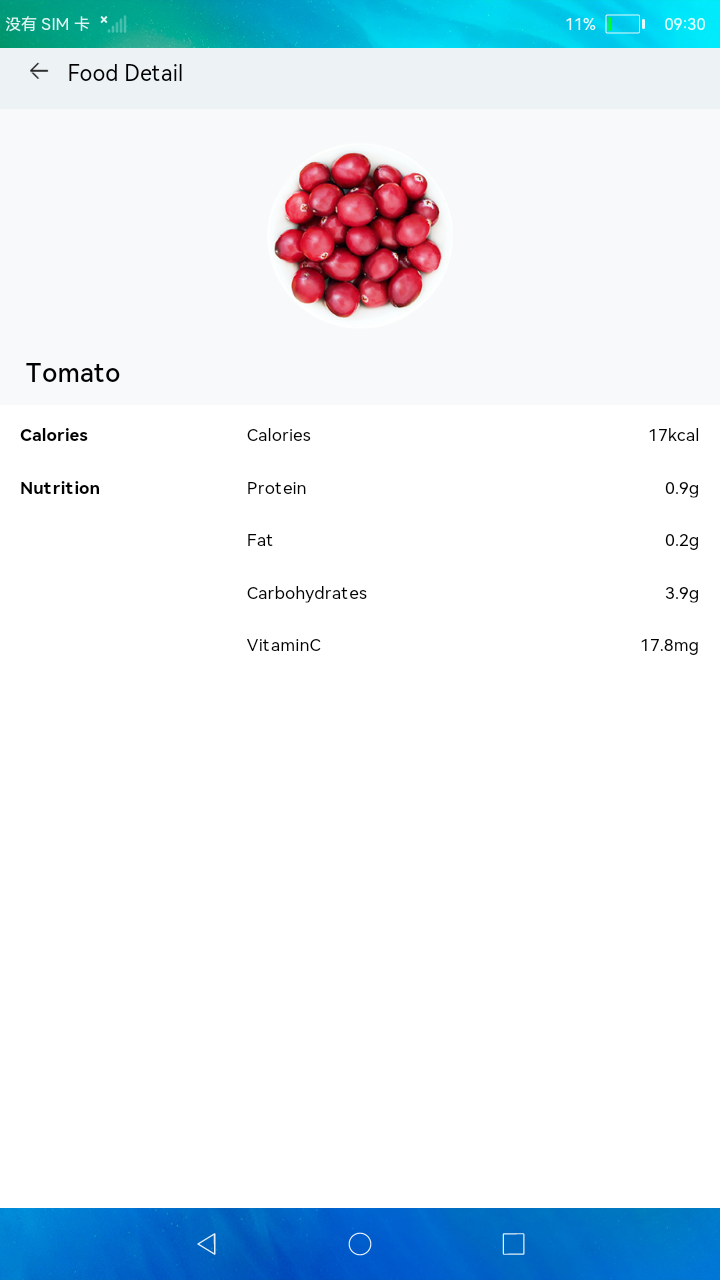 没有 SIM 卡 11% 09:30
Food Detail
Tomato
Calories Calories 17kcal
Nutrition Protein 0.9g
Fat 0.2g
Carbohydrates 3.9g
VitaminC 17.8mg